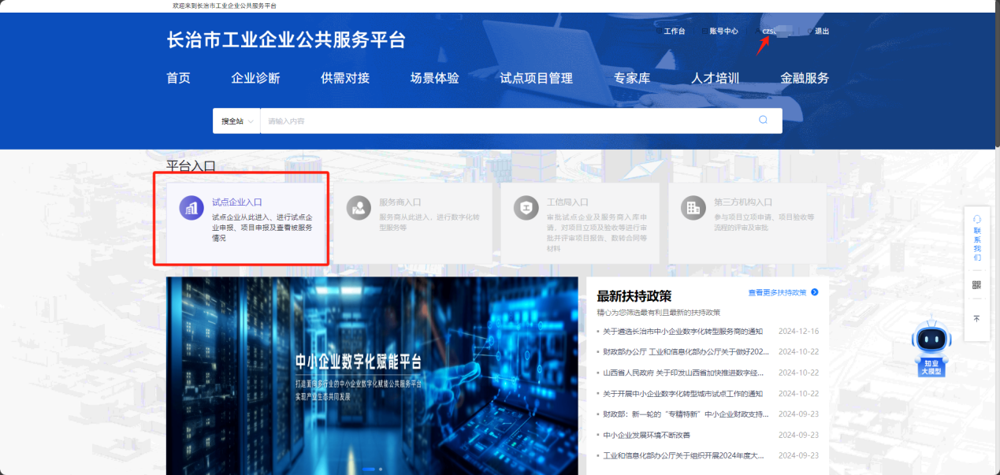 欢迎来到长治市工业企业公共服务平台
长治市工业企业公共服务平台
工作台 账号中心 czs 退出
首页 企业诊断 供需对接 场景体验 试点项目管理 专家库 人才培训 金融服务
搜全站 请输入内容
平台入口
试点企业入口
试点企业从此进入、进行试点企
业申报、项目申报及查看被服务
情况
服务商入口
服务商从此进入，进行数字化转
型服务等
工信局入口
审批试点企业及服务商入库申
请，对项目立项及验收等进行审
批并评审项目报告、数转合同等
材料
第三方机构入口
参与项目立项申请、项目验收等
流程的评审及审批
中小企业数字化赋能平台
打造面向多行业的中小企业数字化赋能公共服务平台
实现产业生态共同发展
最新扶持政策 查看更多扶持政策
精心为您筛选最有利且最新的扶持政策
关于遴选长治市中小企业数字化转型服务商的通知 2024-12-16
财政部办公厅 工业和信息化部办公厅关于做好202... 2024-10-22
山西省人民政府 关于印发山西省加快推进数字经... 2024-10-22
关于开展中小企业数字化转型城市试点工作的通知 2024-10-22
财政部：新一轮的“专精特新”中小企业财政支持... 2024-09-23
中小企业发展环境不断改善 2024-09-23
工业和信息化部办公厅关于组织开展2024年度大... 2024-09-23
联
系
我
们
知业
大模型